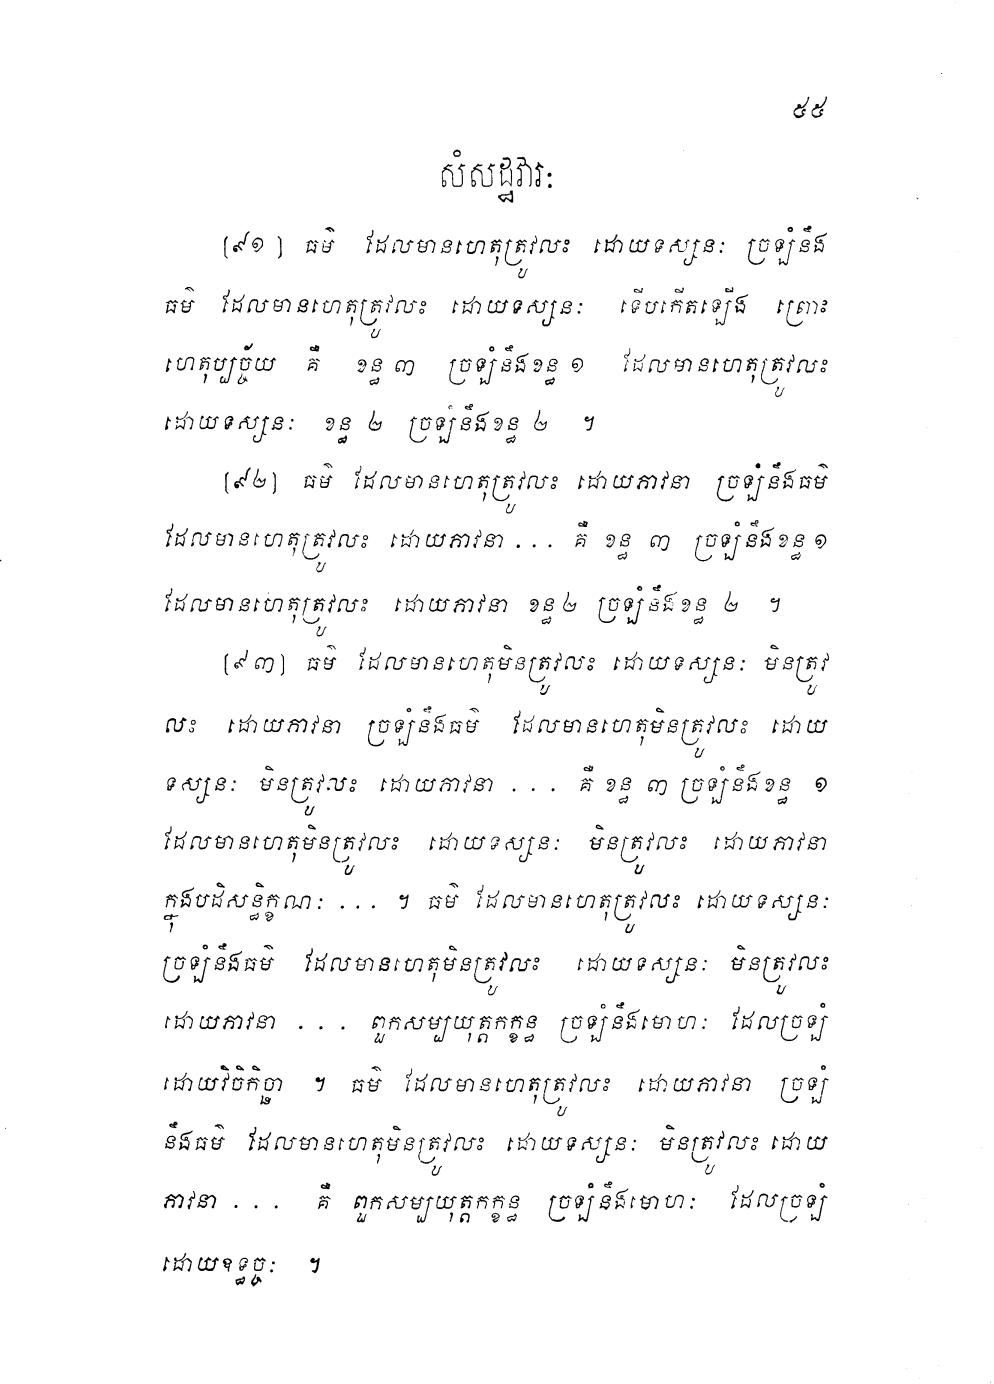 ៥៥
សំសដ្ឋវារៈ
[៩១] ធម៌ ដែលមានហេតុត្រូវលះ ដោយទស្សនៈ ច្រឡំនឹង
ធម៌ ដែលមានហេតុត្រូវលះ ដោយទស្សនៈ ទើបកើតឡើង ព្រោះ
ហេតុប្បច្ច័យ គឺ ខន្ធ ៣ ច្រឡំនឹងខន្ធ ១ ដែលមានហេតុត្រូវលះ
ដោយទស្សនៈ ខន្ធ ២ ច្រឡំនឹងខន្ធ ២ ។
[៩២] ធម៌ ដែលមានហេតុត្រូវលះ ដោយភាវនា ច្រឡំនឹងធម៌
ដែលមានហេតុត្រូវលះ ដោយភាវនា ... គឺ ខន្ធ ៣ ច្រឡំនឹងខន្ធ ១
ដែលមានហេតុត្រូវលះ ដោយភាវនា ខន្ធ ២ ច្រឡំនឹងខន្ធ ២ ។
[៩៣] ធម៌ ដែលមានហេតុមិនត្រូវលះ ដោយទស្សនៈ មិនត្រូវ
លះ ដោយភាវនា ច្រឡំនឹងធម៌ ដែលមានហេតុមិនត្រូវលះ ដោយ
ទស្សនៈ មិនត្រូវលះ ដោយភាវនា ... គឺ ខន្ធ ៣ ច្រឡំនឹងខន្ធ ១
ដែលមានហេតុមិនត្រូវលះ ដោយទស្សនៈ មិនត្រូវលះ ដោយភាវនា
ក្នុងបដិសន្ធិក្ខណៈ ... ។ ធម៌ ដែលមានហេតុត្រូវលះ ដោយទស្សនៈ
ច្រឡំនឹងធម៌ ដែលមានហេតុមិនត្រូវលះ ដោយទស្សនៈ មិនត្រូវលះ
ដោយភាវនា ... ពួកសម្បយុត្តកក្ខន្ធ ច្រឡំនឹងមោហៈ ដែលច្រឡំ
ដោយវិចិកិច្ឆា ។ ធម៌ ដែលមានហេតុត្រូវលះ ដោយភាវនា ច្រឡំ
នឹងធម៌ ដែលមានហេតុមិនត្រូវលះ ដោយទស្សនៈ មិនត្រូវលះ ដោយ
ភាវនា ... គឺ ពួកសម្បយុត្តកក្ខន្ធ ច្រឡំនឹងមោហៈ ដែលច្រឡំ
ដោយឧទ្ធច្ចៈ ។